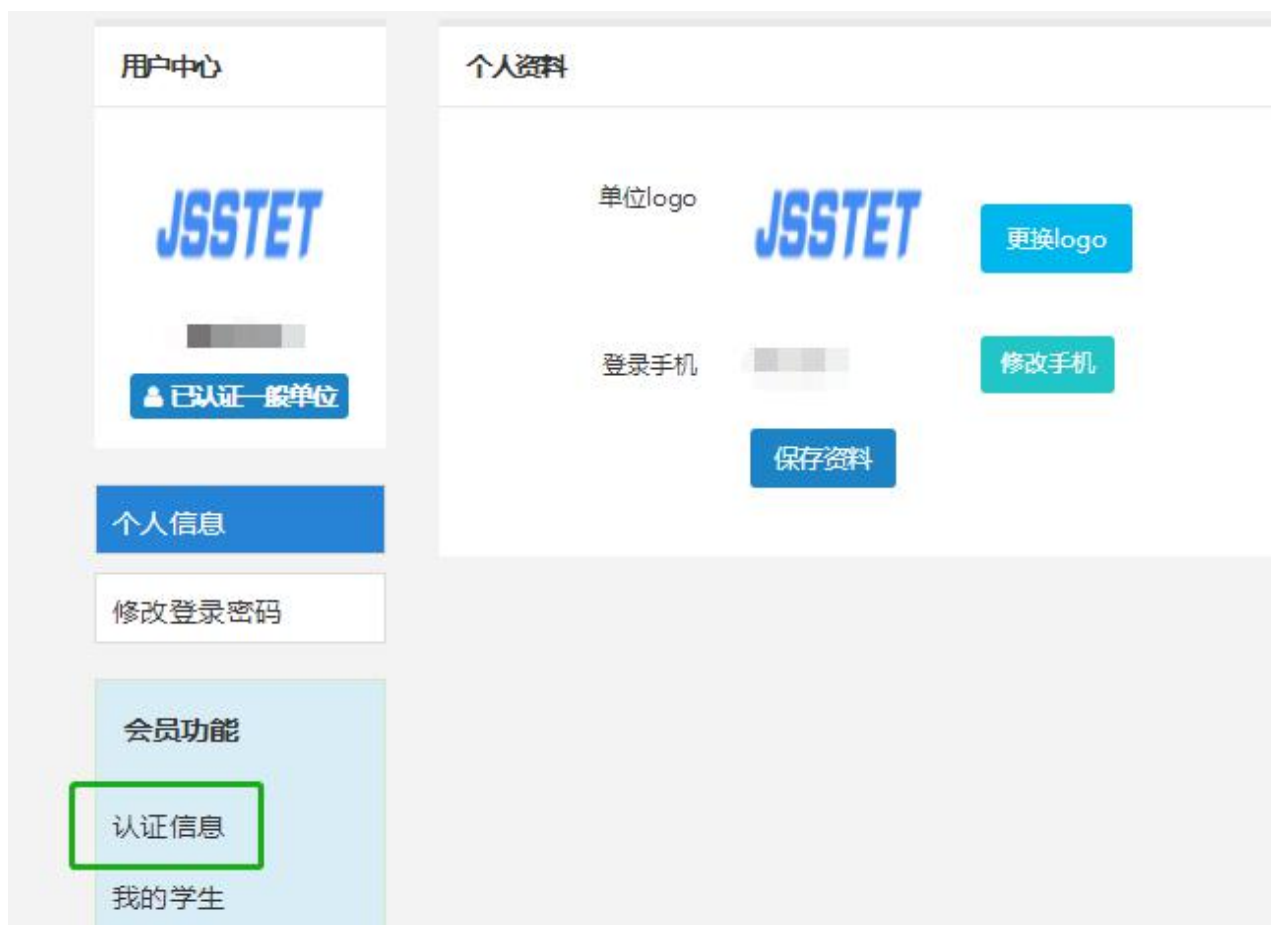 用户中心
JSSTET
已认证一般单位
个人信息
修改登录密码
会员功能
认证信息
我的学生
个人资料
单位logo
JSSTET
更换logo
登录手机
修改手机
保存资料